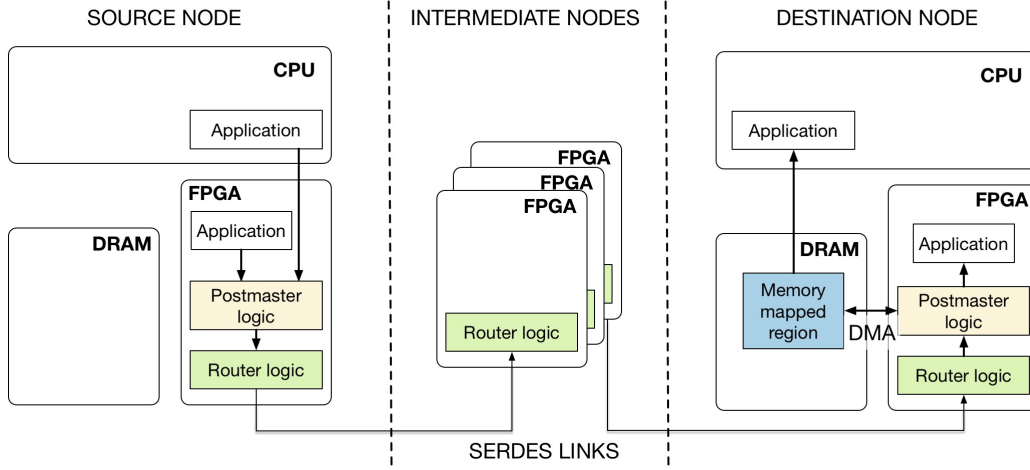 SOURCE NODE
INTERMEDIATE NODES
DESTINATION NODE
CPU
Application
FPGA
Application
DRAM
Postmaster
logic
Router logic
FPGA
FPGA
FPGA
Router logic
CPU
Application
FPGA
DRAM
Application
Memory
mapped
region
DMA
Postmaster
logic
Router logic
SERDES LINKS